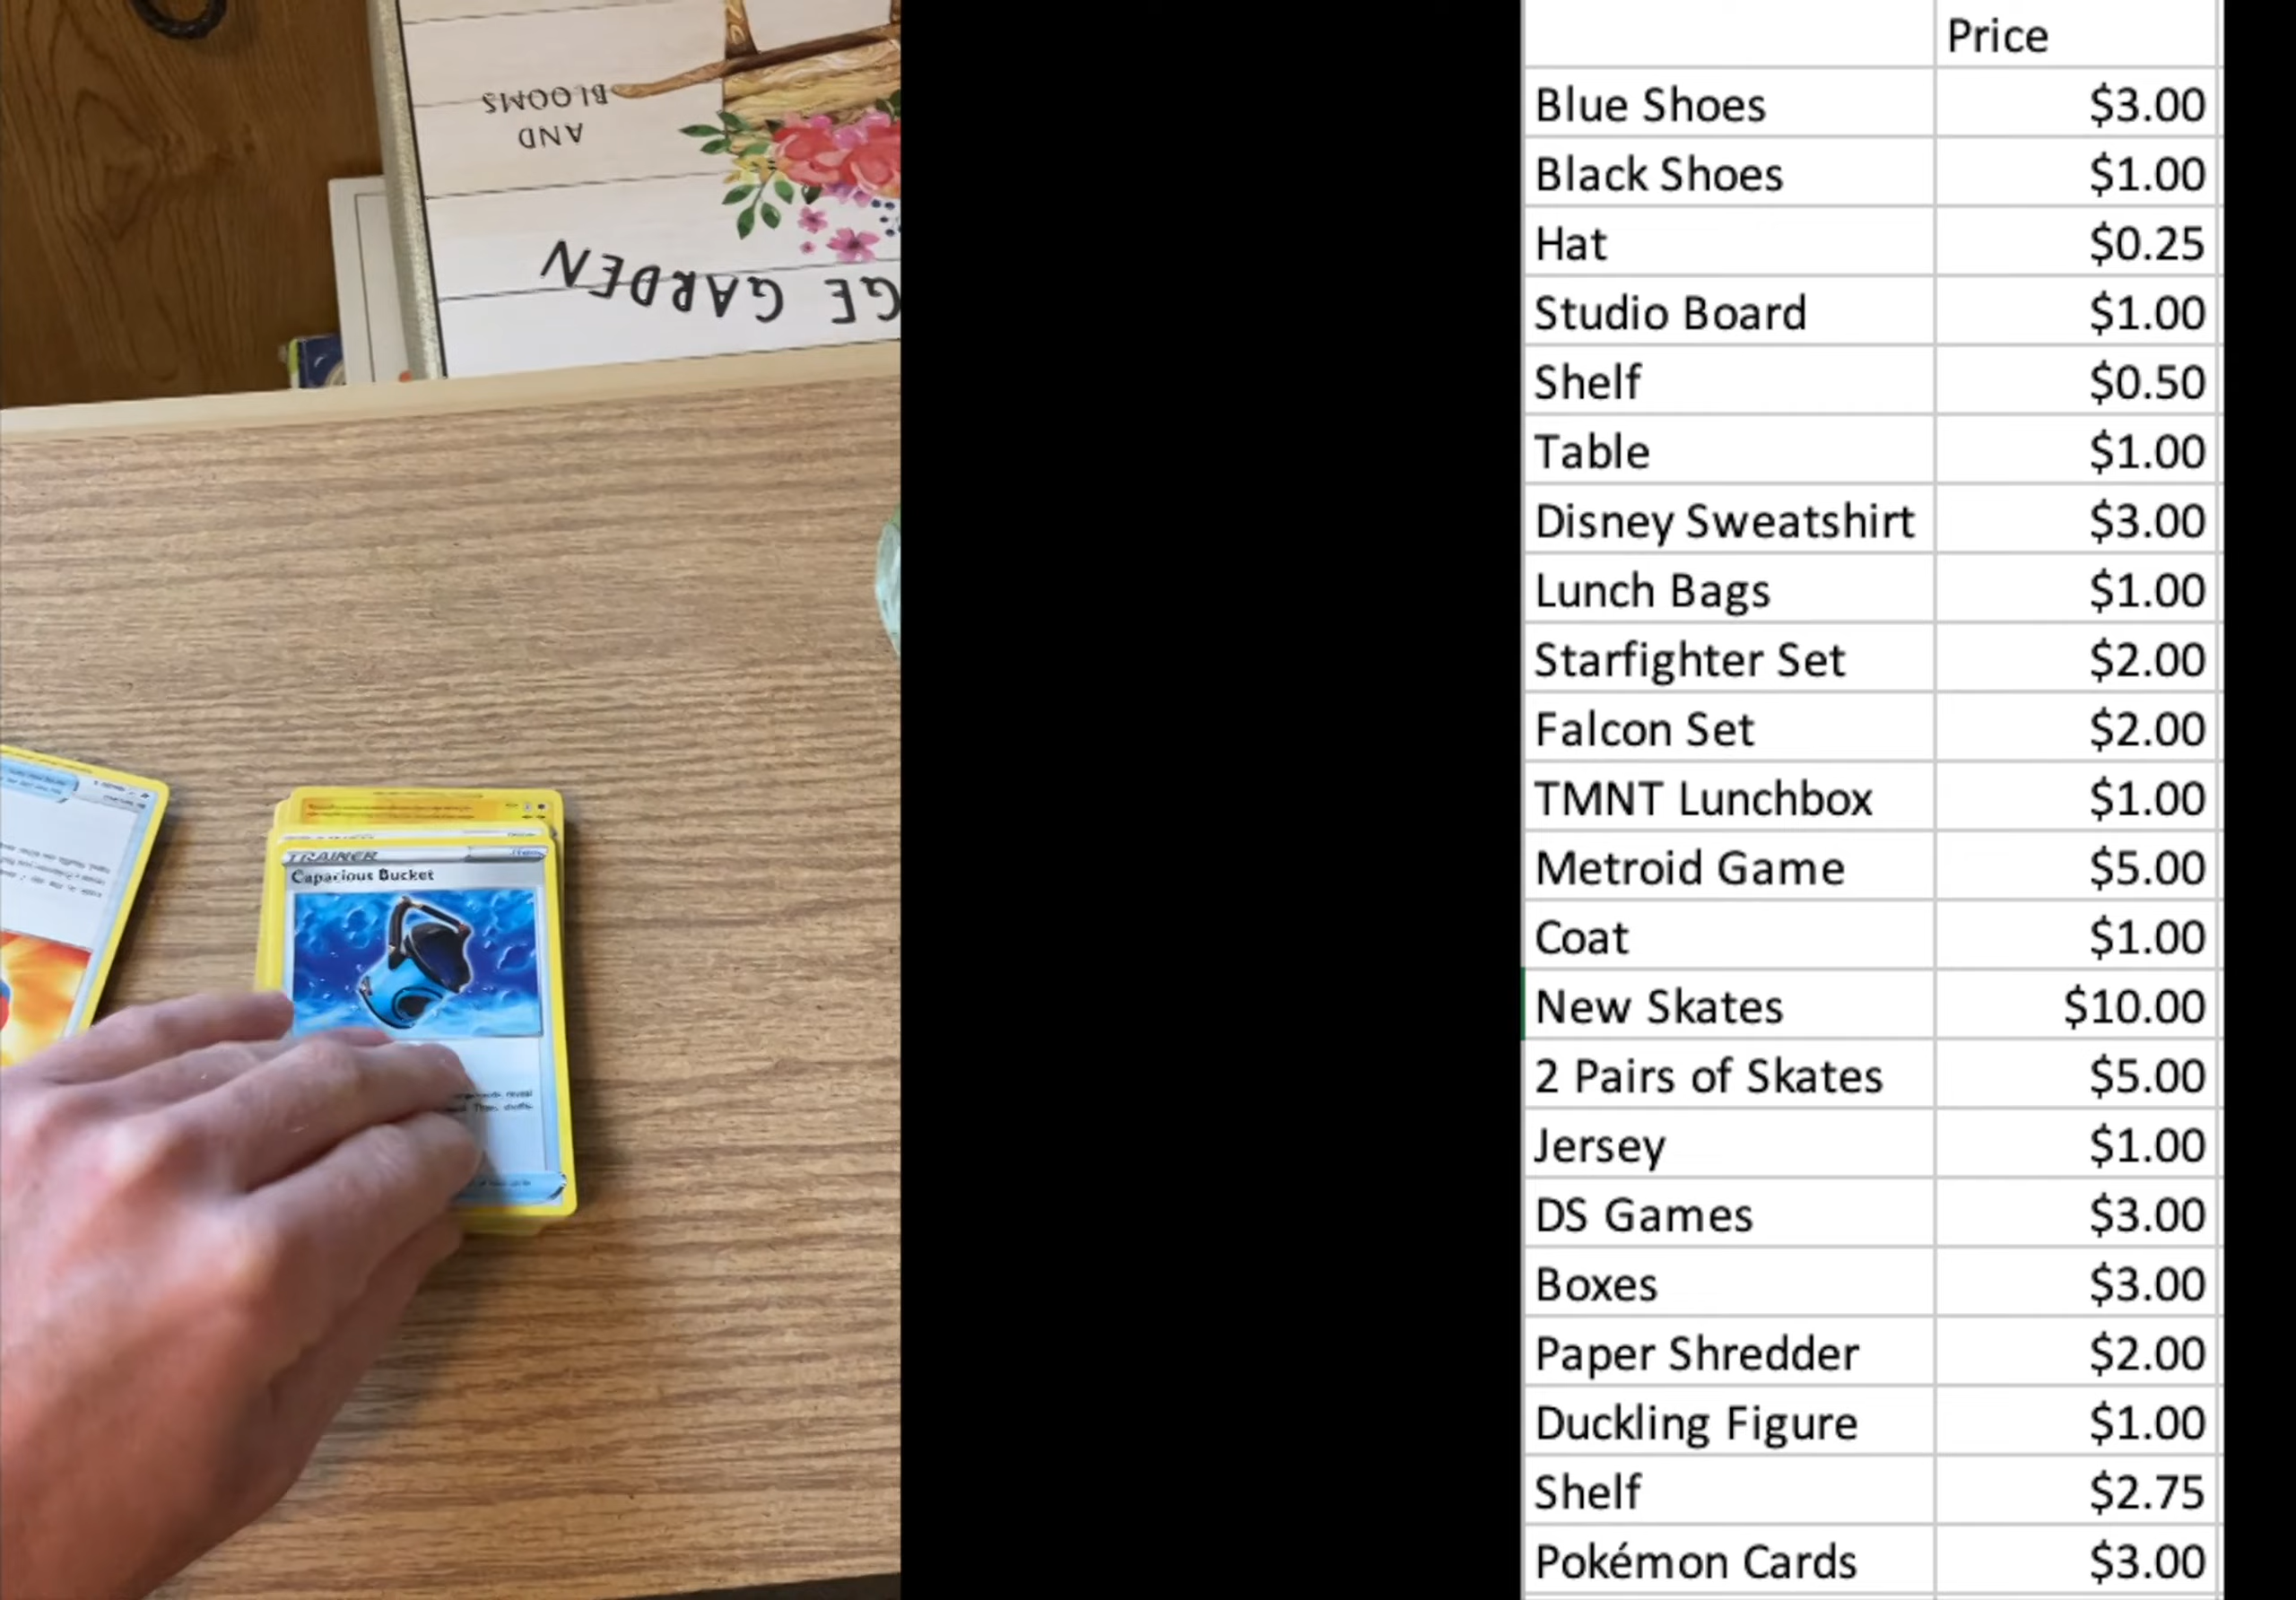 BLOOMS
AND
GE GARDEN
TRAINER
Item
Capacious Bucket
reveal
Then, shuffle
Price
Blue Shoes $3.00
Black Shoes $1.00
Hat $0.25
Studio Board $1.00
Shelf $0.50
Table $1.00
Disney Sweatshirt $3.00
Lunch Bags $1.00
Starfighter Set $2.00
Falcon Set $2.00
TMNT Lunchbox $1.00
Metroid Game $5.00
Coat $1.00
New Skates $10.00
2 Pairs of Skates $5.00
Jersey $1.00
DS Games $3.00
Boxes $3.00
Paper Shredder $2.00
Duckling Figure $1.00
Shelf $2.75
Pokémon Cards $3.00